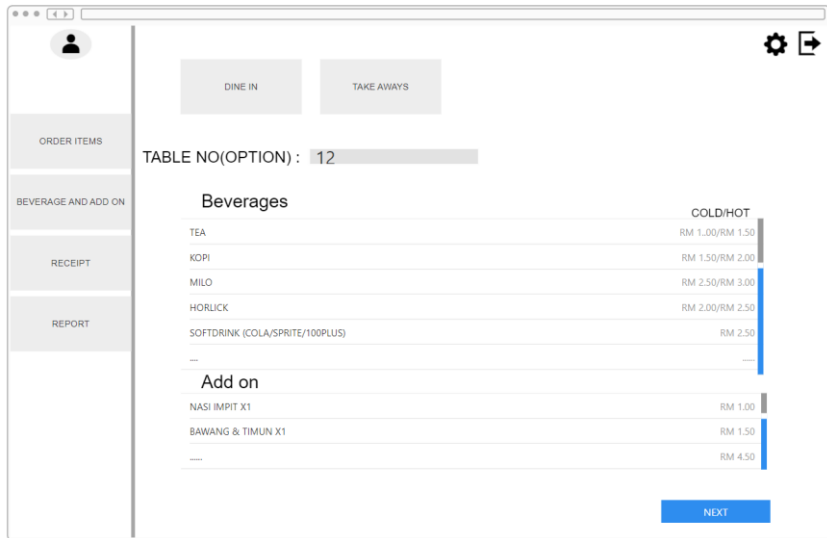 DINE IN
TAKE AWAYS
ORDER ITEMS
BEVERAGE AND ADD ON
RECEIPT
REPORT
TABLE NO(OPTION) : 12
Beverages
COLD/HOT
TEA RM 1..00/RM 1.50
KOPI RM 1.50/RM 2.00
MILO RM 2.50/RM 3.00
HORLICK RM 2.00/RM 2.50
SOFTDRINK (COLA/SPRITE/100PLUS) RM 2.50
... .....
Add on
NASI IMPIT X1 RM 1.00
BAWANG & TIMUN X1 RM 1.50
..... RM 4.50
NEXT